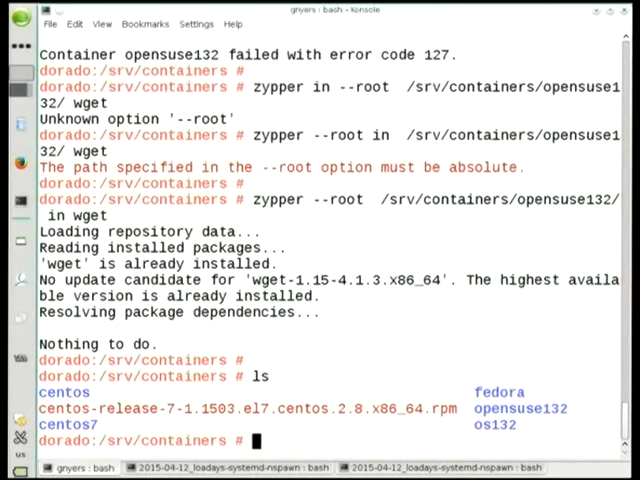 gnyers : bash - Konsole
File Edit View Bookmarks Settings Help
Container opensuse132 failed with error code 127.
dorado:/srv/containers #
dorado:/srv/containers # zypper in --root  /srv/containers/opensuse1
32/ wget
Unknown option '--root'
dorado:/srv/containers # zypper --root in  /srv/containers/opensuse1
32/ wget
The path specified in the --root option must be absolute.
dorado:/srv/containers #
dorado:/srv/containers # zypper --root  /srv/containers/opensuse132/
 in wget
Loading repository data...
Reading installed packages...
'wget' is already installed.
No update candidate for 'wget-1.15-4.1.3.x86_64'. The highest availa
ble version is already installed.
Resolving package dependencies...
Nothing to do.
dorado:/srv/containers #
dorado:/srv/containers # ls
centos fedora
centos-release-7-1.1503.el7.centos.2.8.x86_64.rpm opensuse132
centos7 os132
dorado:/srv/containers #
us
gnyers : bash 2015-04-12_loadays-systemd-nspawn : bash 2015-04-12_loadays-systemd-nspawn : bash